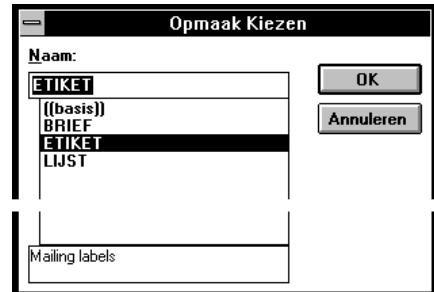 Opmaak Kiezen
Naam:
ETIKET
OK
((basis))
BRIEF
ETIKET
LIJST
Annuleren
Mailing labels